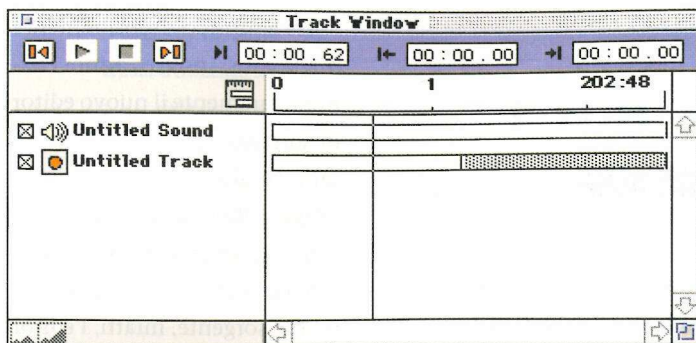 Track Window
00:00.62 00:00.00 00:00.00
0 1 202:48
Untitled Sound
Untitled Track